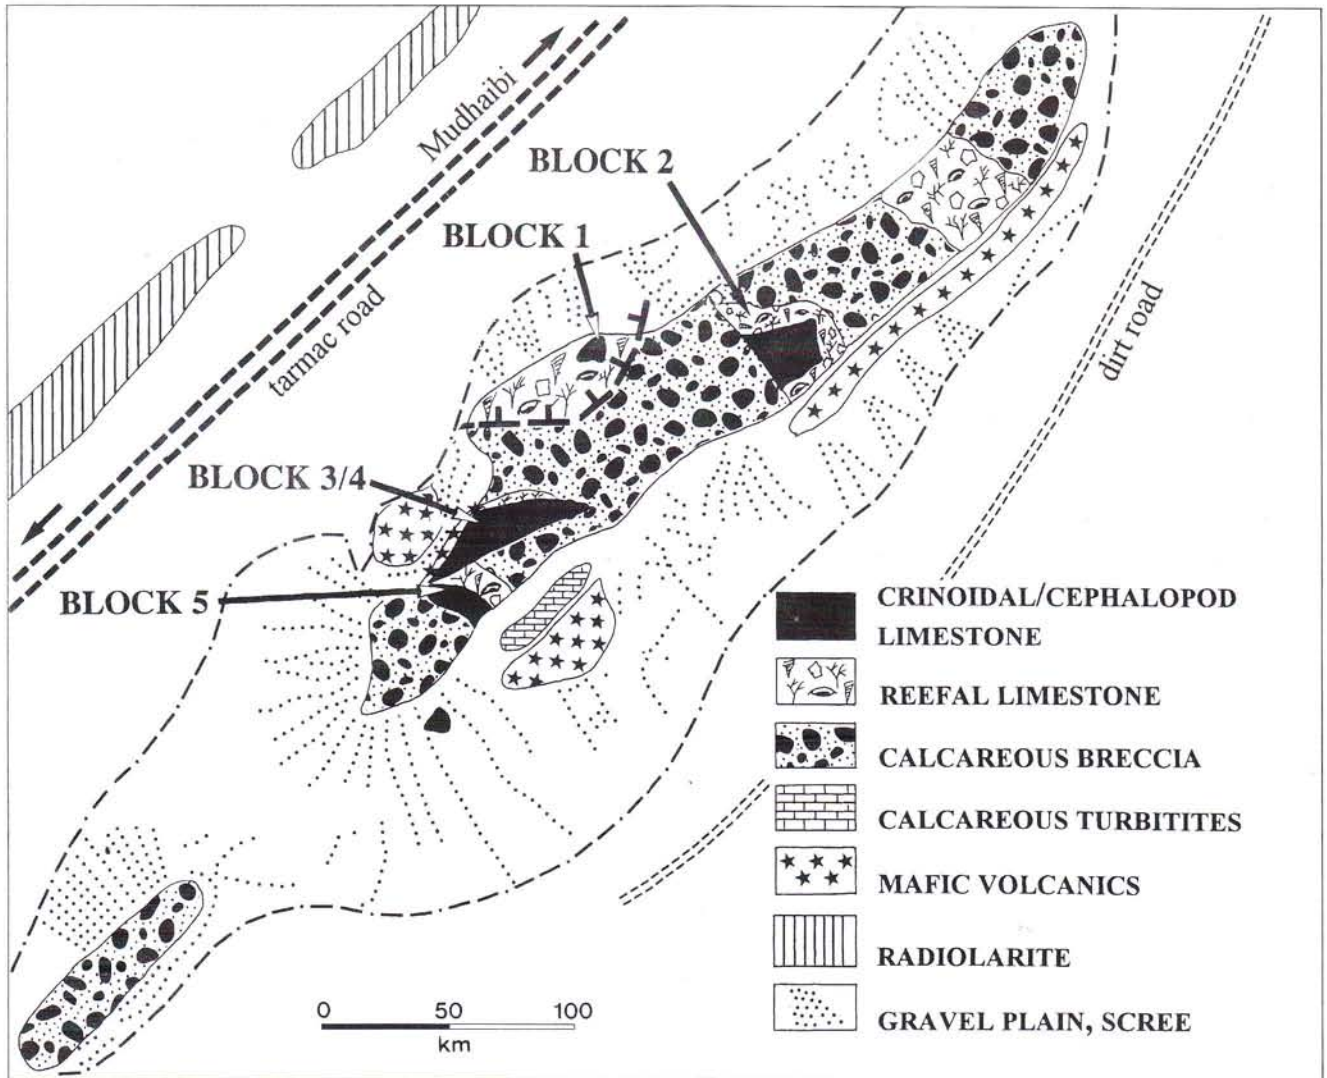 Mudhaibi
BLOCK 2
BLOCK 1
tarmac road
dirt road
BLOCK 3/4
BLOCK 5
CRINOIDAL/CEPHALOPOD
LIMESTONE
REEFAL LIMESTONE
CALCAREOUS BRECCIA
CALCAREOUS TURBITITES
MAFIC VOLCANICS
RADIOLARITE
GRAVEL PLAIN, SCREE
0 50 100
km